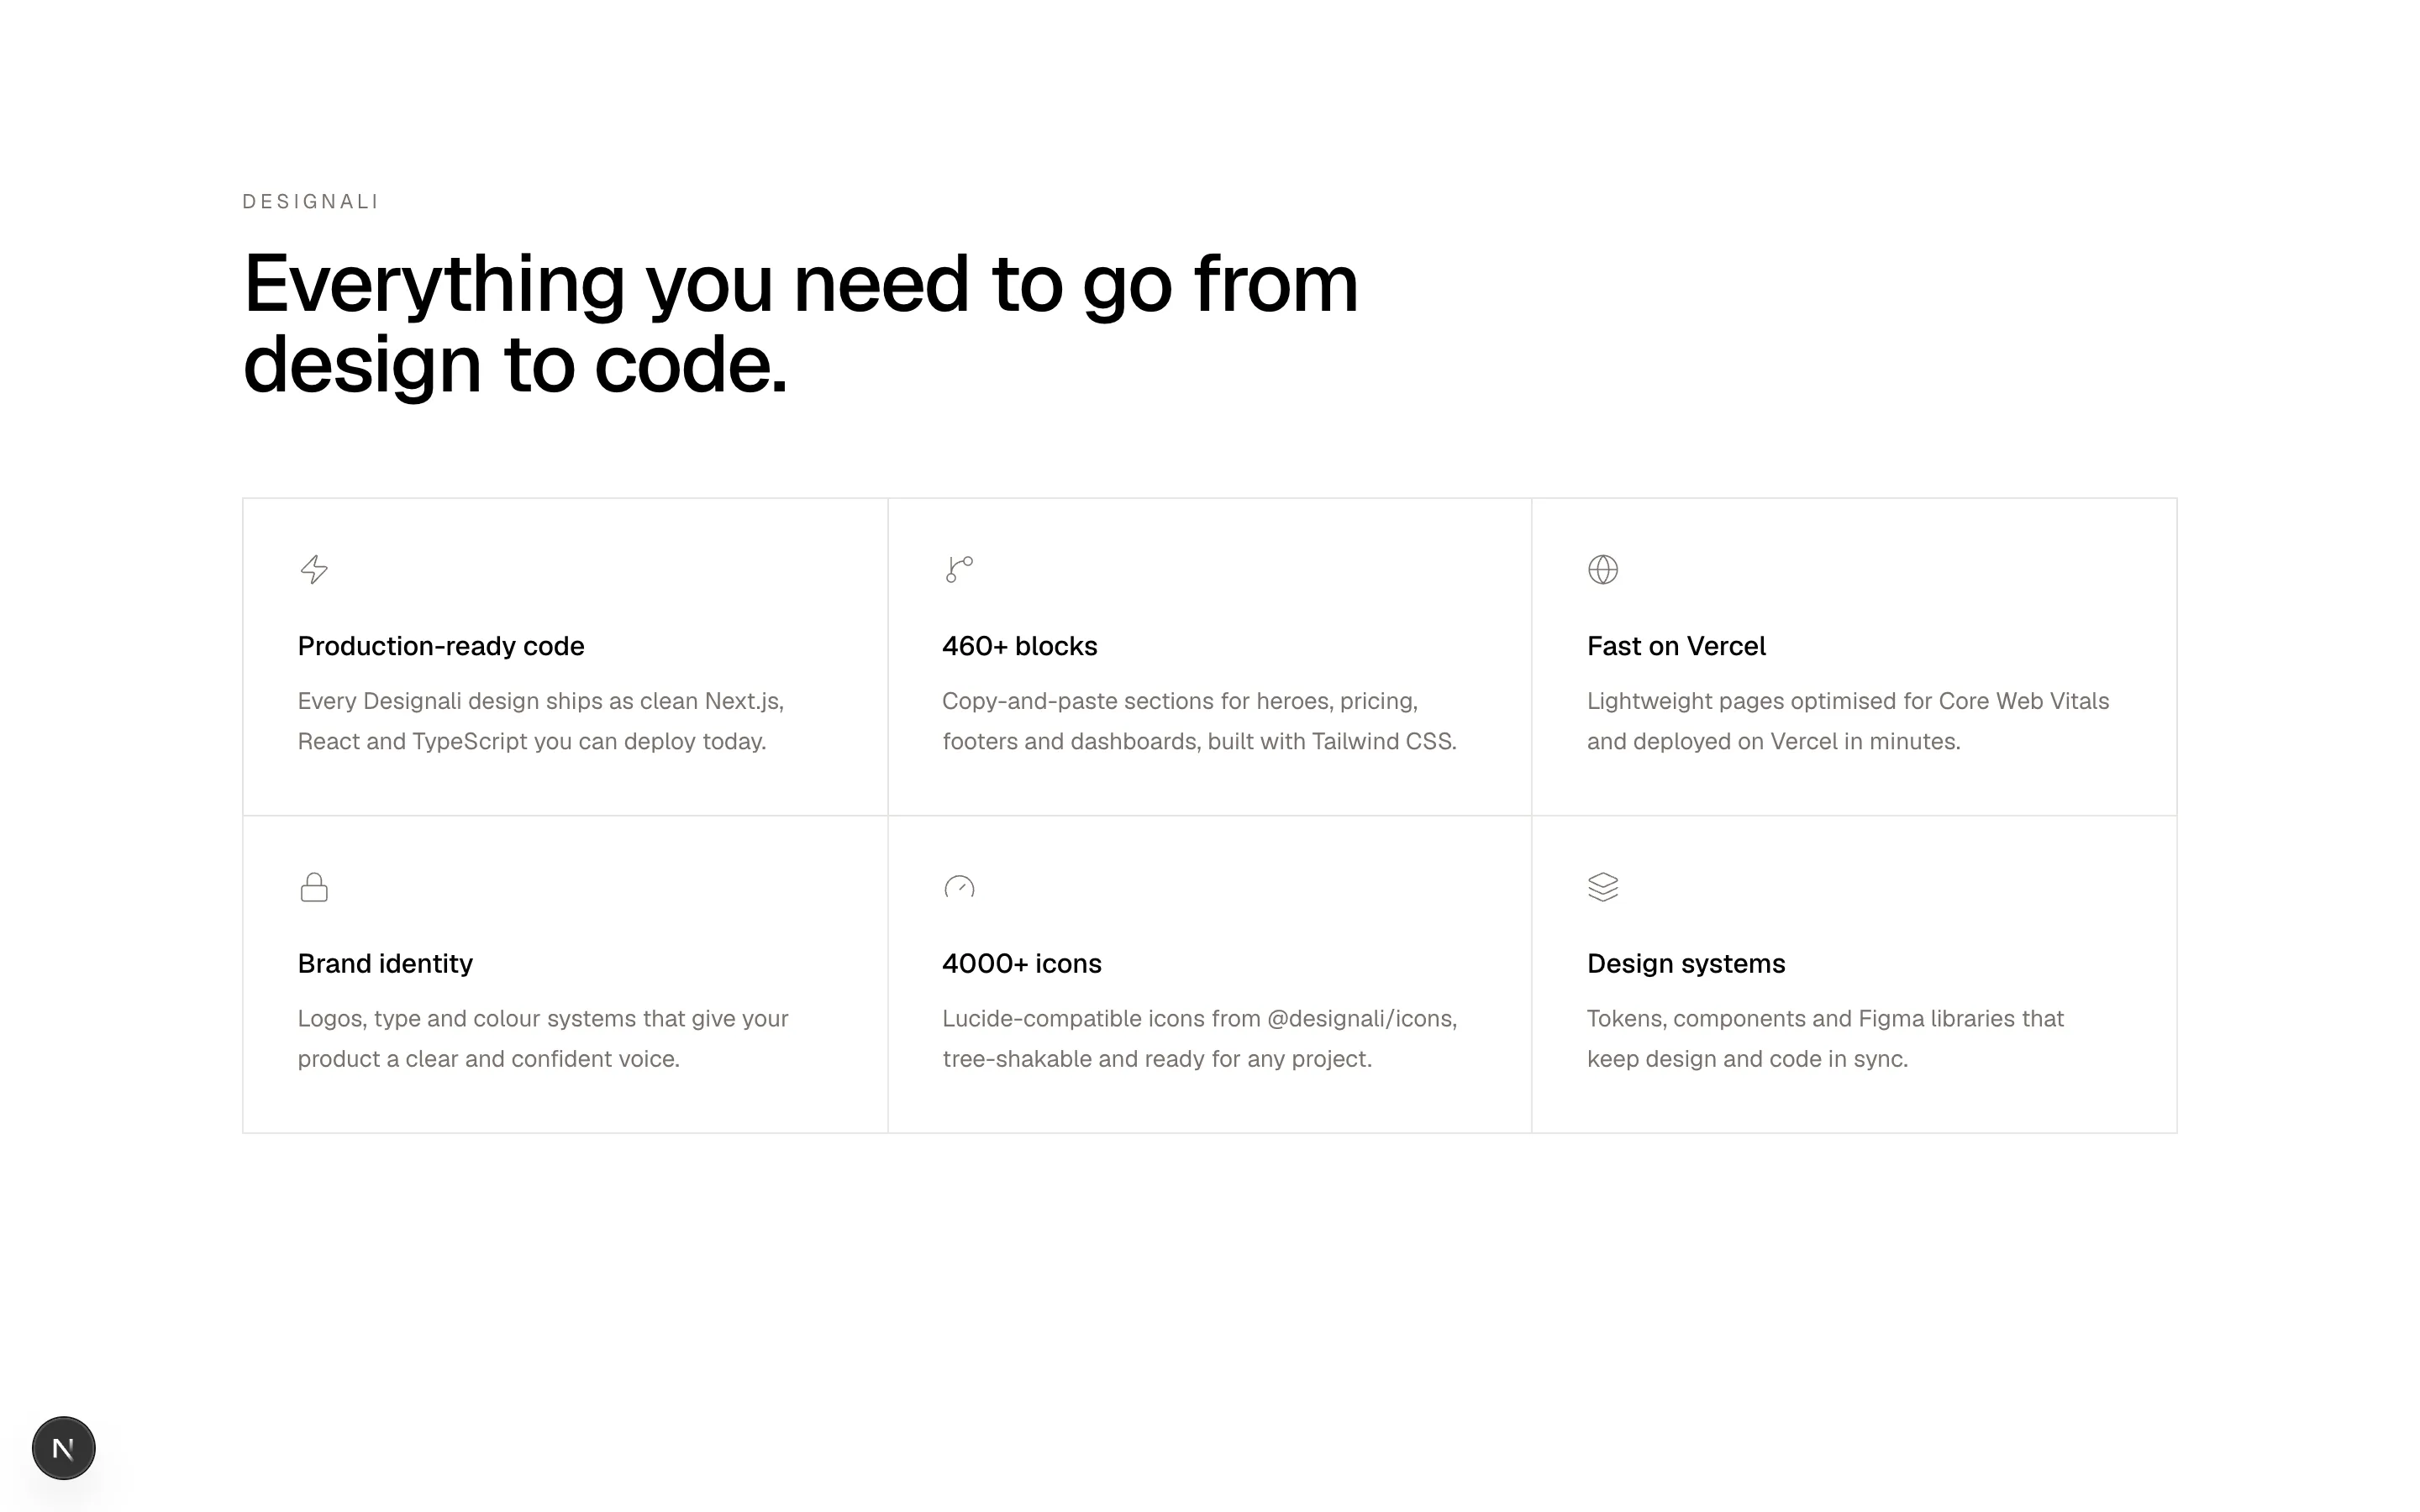 DESIGNALI
Everything you need to go from
design to code.
Production-ready code
Every Designali design ships as clean Next.js,
React and TypeScript you can deploy today.
460+ blocks
Copy-and-paste sections for heroes, pricing,
footers and dashboards, built with Tailwind CSS.
Fast on Vercel
Lightweight pages optimised for Core Web Vitals
and deployed on Vercel in minutes.
Brand identity
Logos, type and colour systems that give your
product a clear and confident voice.
4000+ icons
Lucide-compatible icons from @designali/icons,
tree-shakable and ready for any project.
Design systems
Tokens, components and Figma libraries that
keep design and code in sync.
N